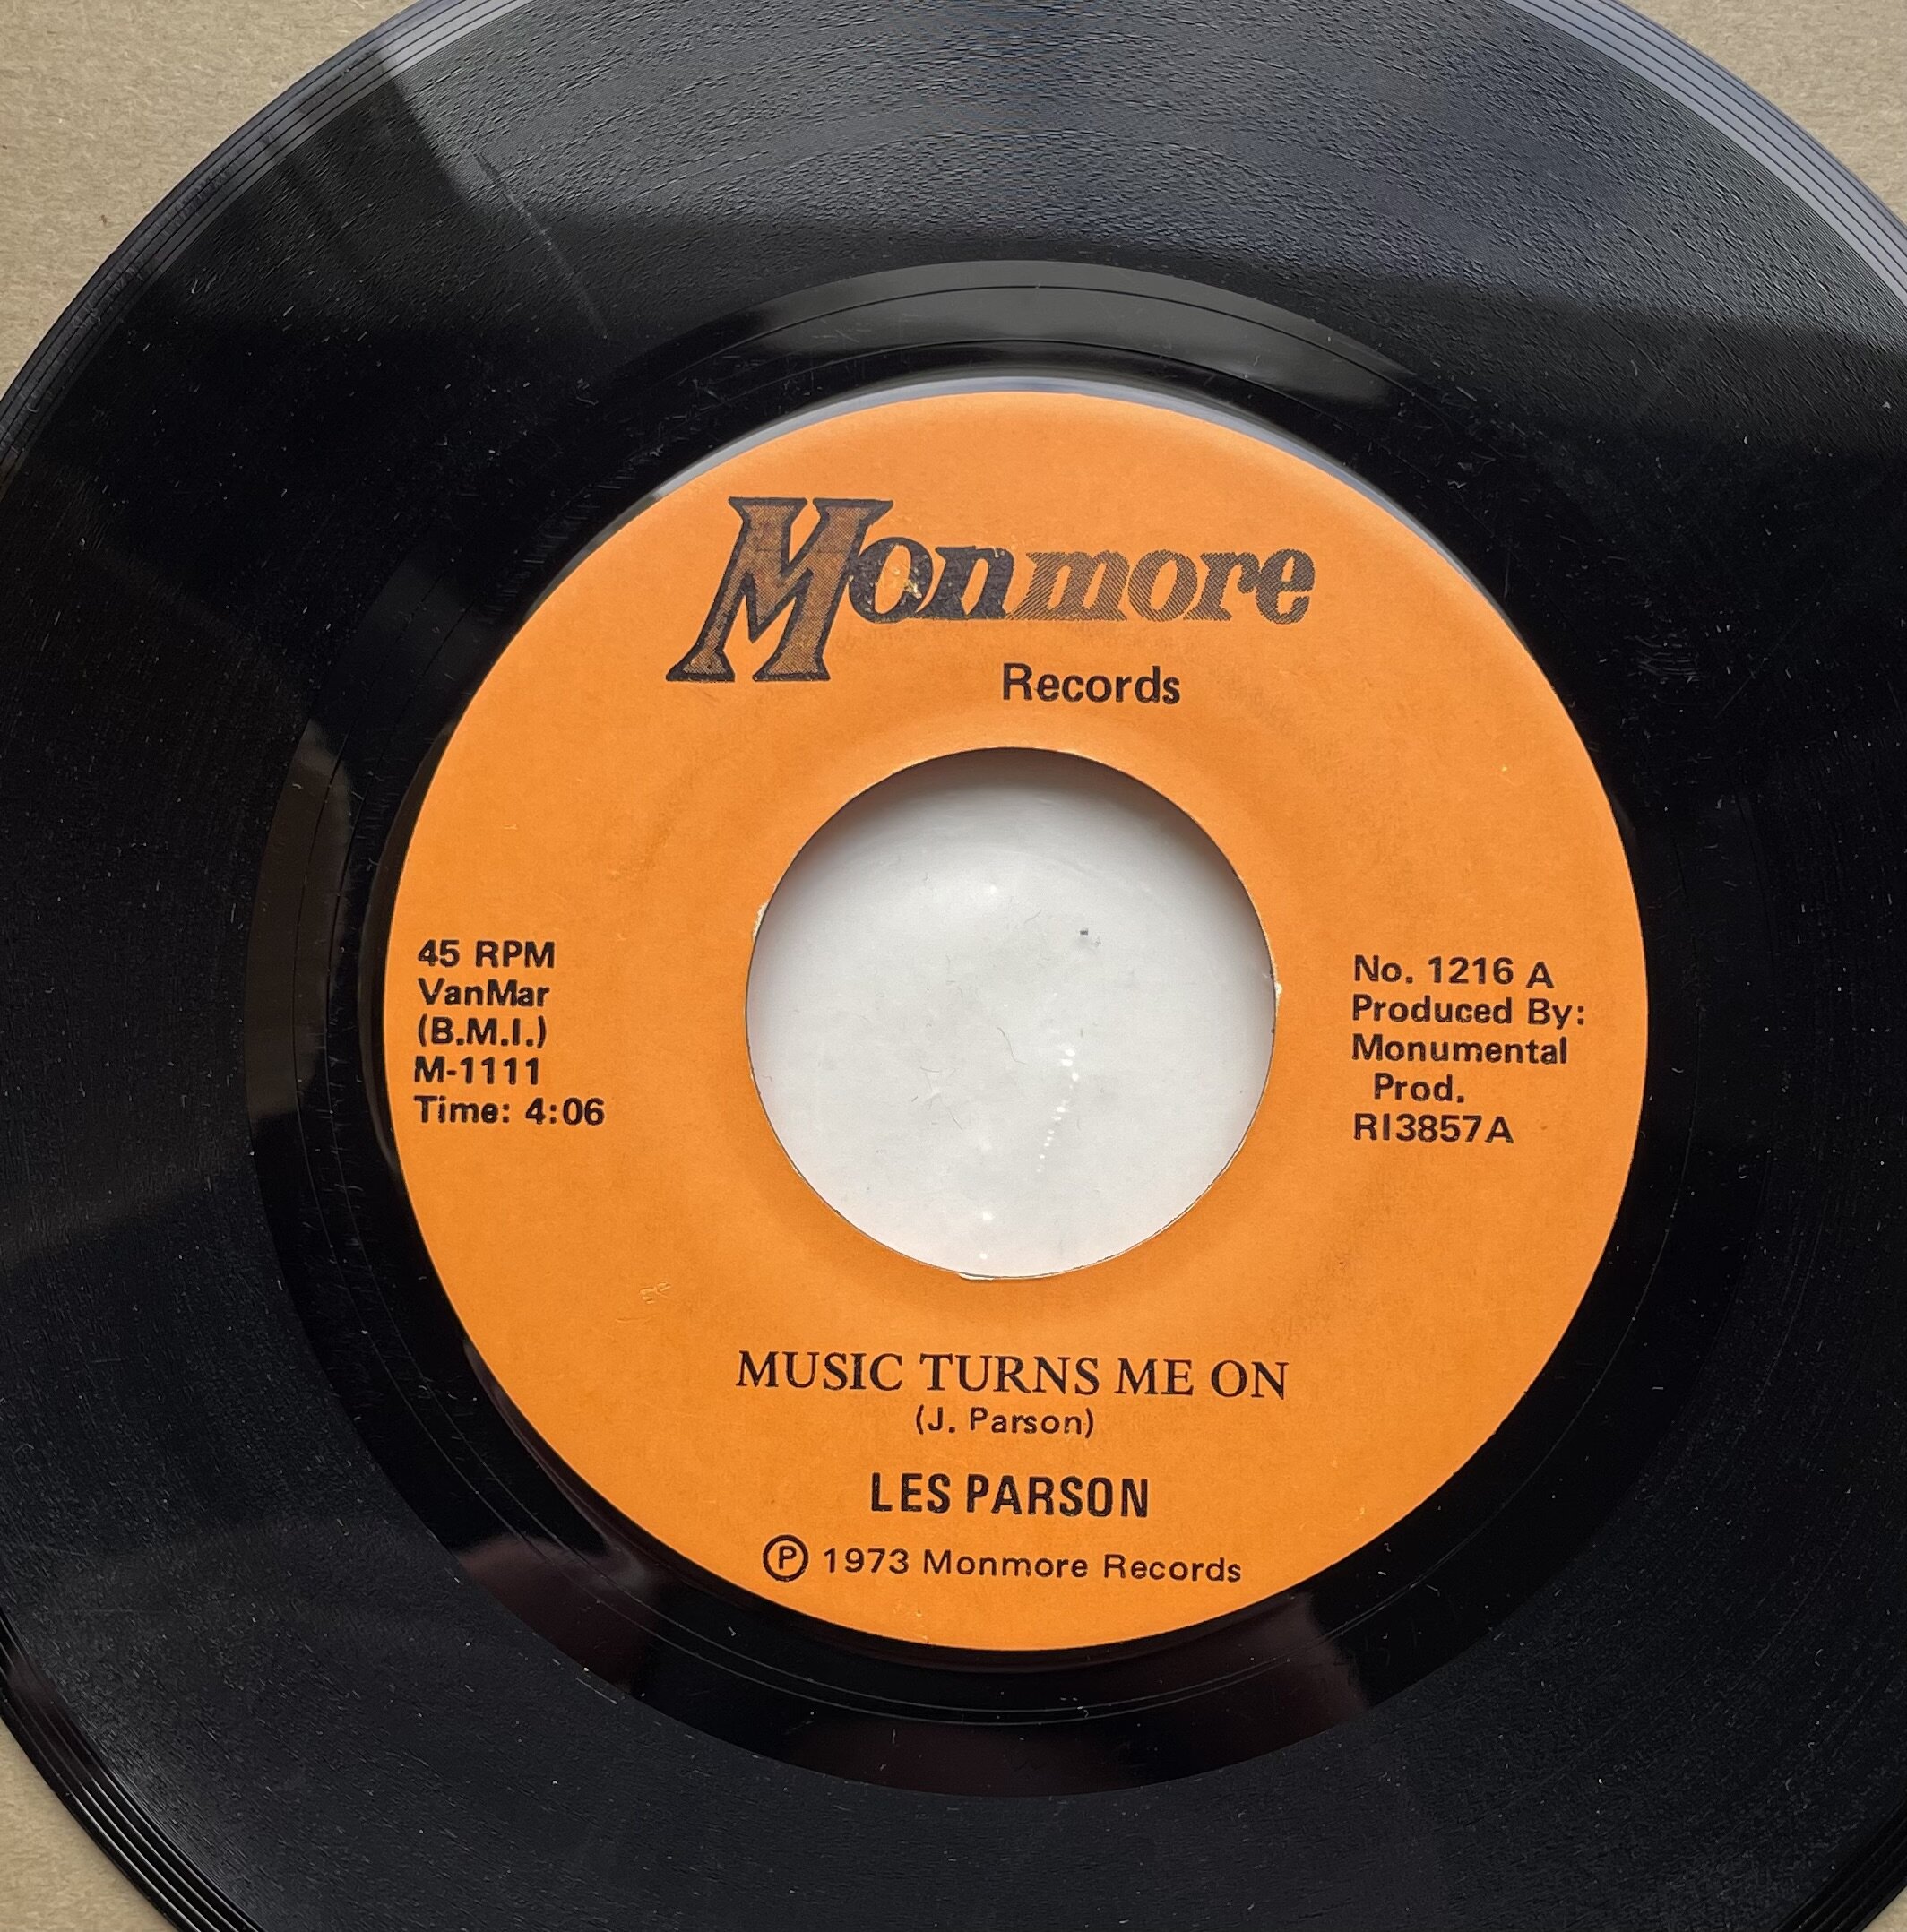 Monmore
Records
45 RPM
VanMar
(B.M.I.)
M-1111
Time: 4:06
No. 1216 A
Produced By:
Monumental
Prod.
RI3857A
MUSIC TURNS ME ON
(J. Parson)
LES PARSON
Ⓟ 1973 Monmore Records